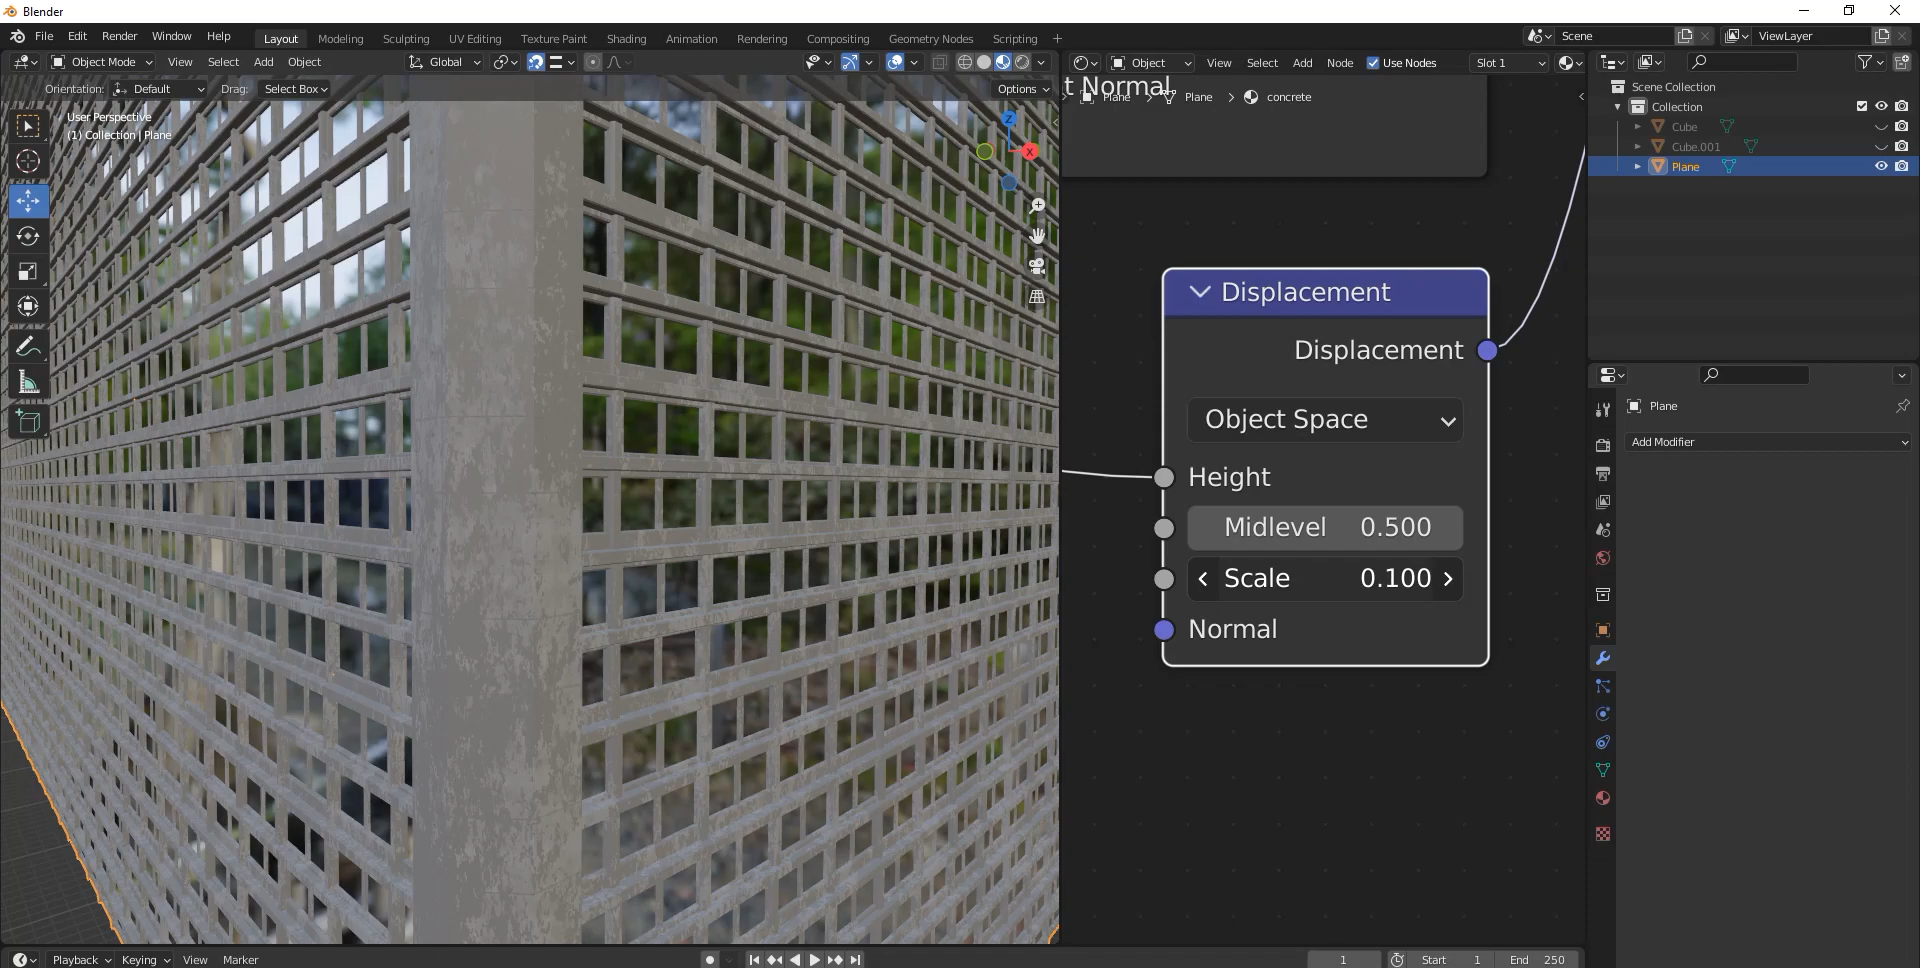 Blender
File Edit Render Window Help Layout Modeling Sculpting UV Editing Texture Paint Shading Animation Rendering Compositing Geometry Nodes Scripting Scene ViewLayer
Object Mode View Select Add Object Global Object View Select Add Node Use Nodes Slot 1
Orientation: Default Drag: Select Box Options
t Normal
Plane Plane concrete
Scene Collection
Collection
Cube
Cube.001
Plane
User Perspective
(1) Collection | Plane
Z
X
Displacement
Displacement
Object Space
Height
Midlevel 0.500
Scale 0.100
Normal
Plane
Add Modifier
Playback Keying View Marker 1 Start 1 End 250